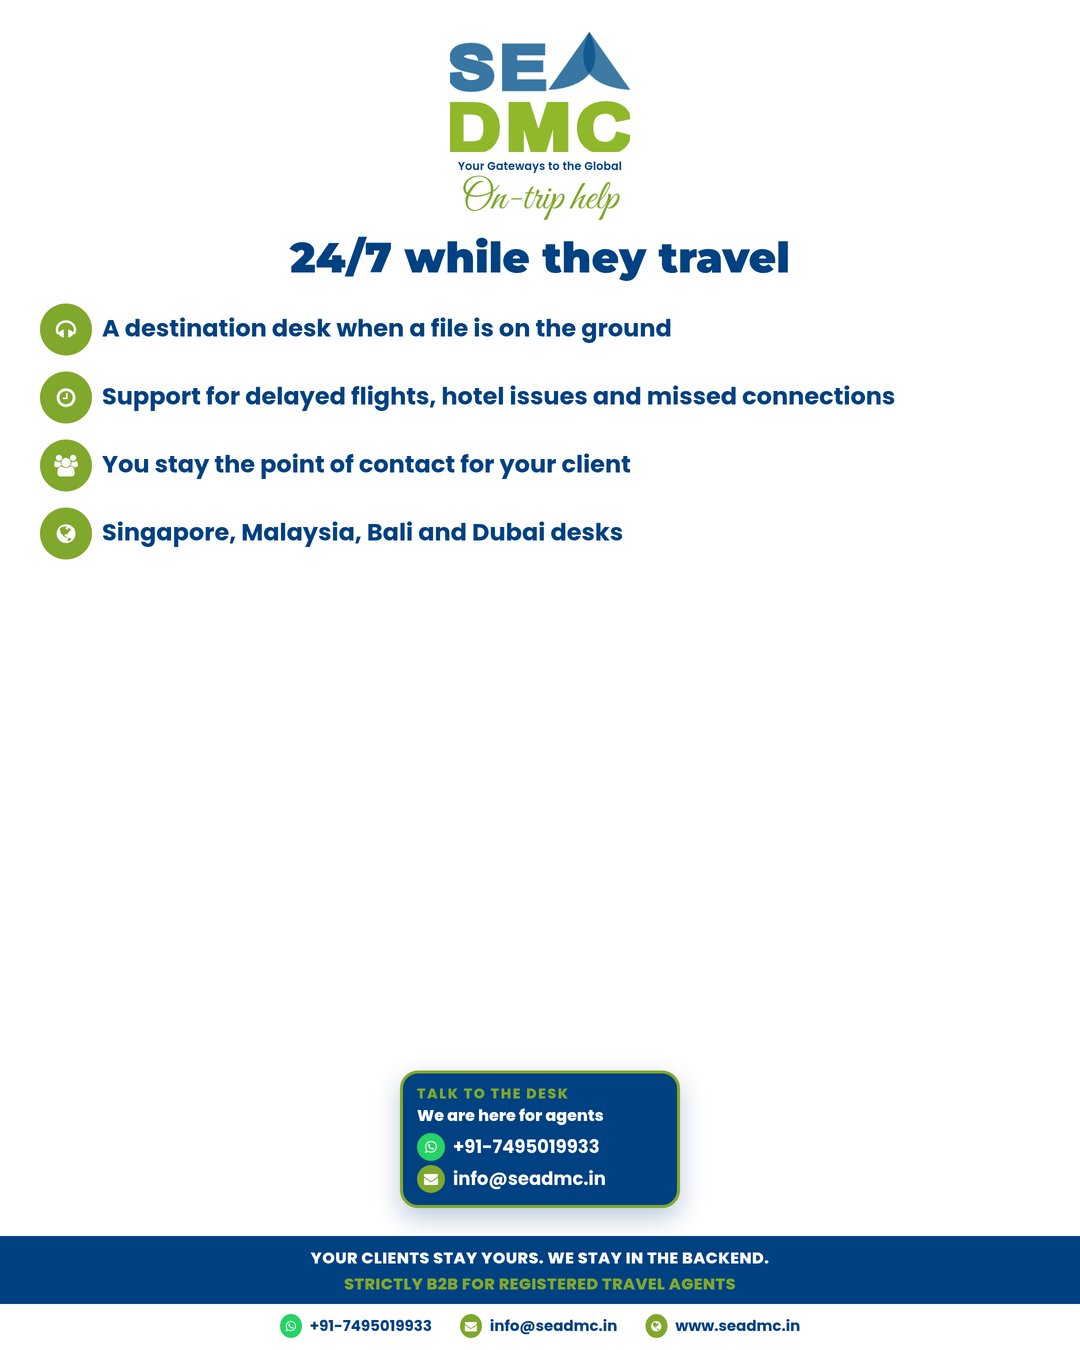 SEA
DMC
Your Gateways to the Global
On-trip help
24/7 while they travel
A destination desk when a file is on the ground
Support for delayed flights, hotel issues and missed connections
You stay the point of contact for your client
Singapore, Malaysia, Bali and Dubai desks
TALK TO THE DESK
We are here for agents
+91-7495019933
info@seadmc.in
YOUR CLIENTS STAY YOURS. WE STAY IN THE BACKEND.
STRICTLY B2B FOR REGISTERED TRAVEL AGENTS
+91-7495019933 info@seadmc.in www.seadmc.in